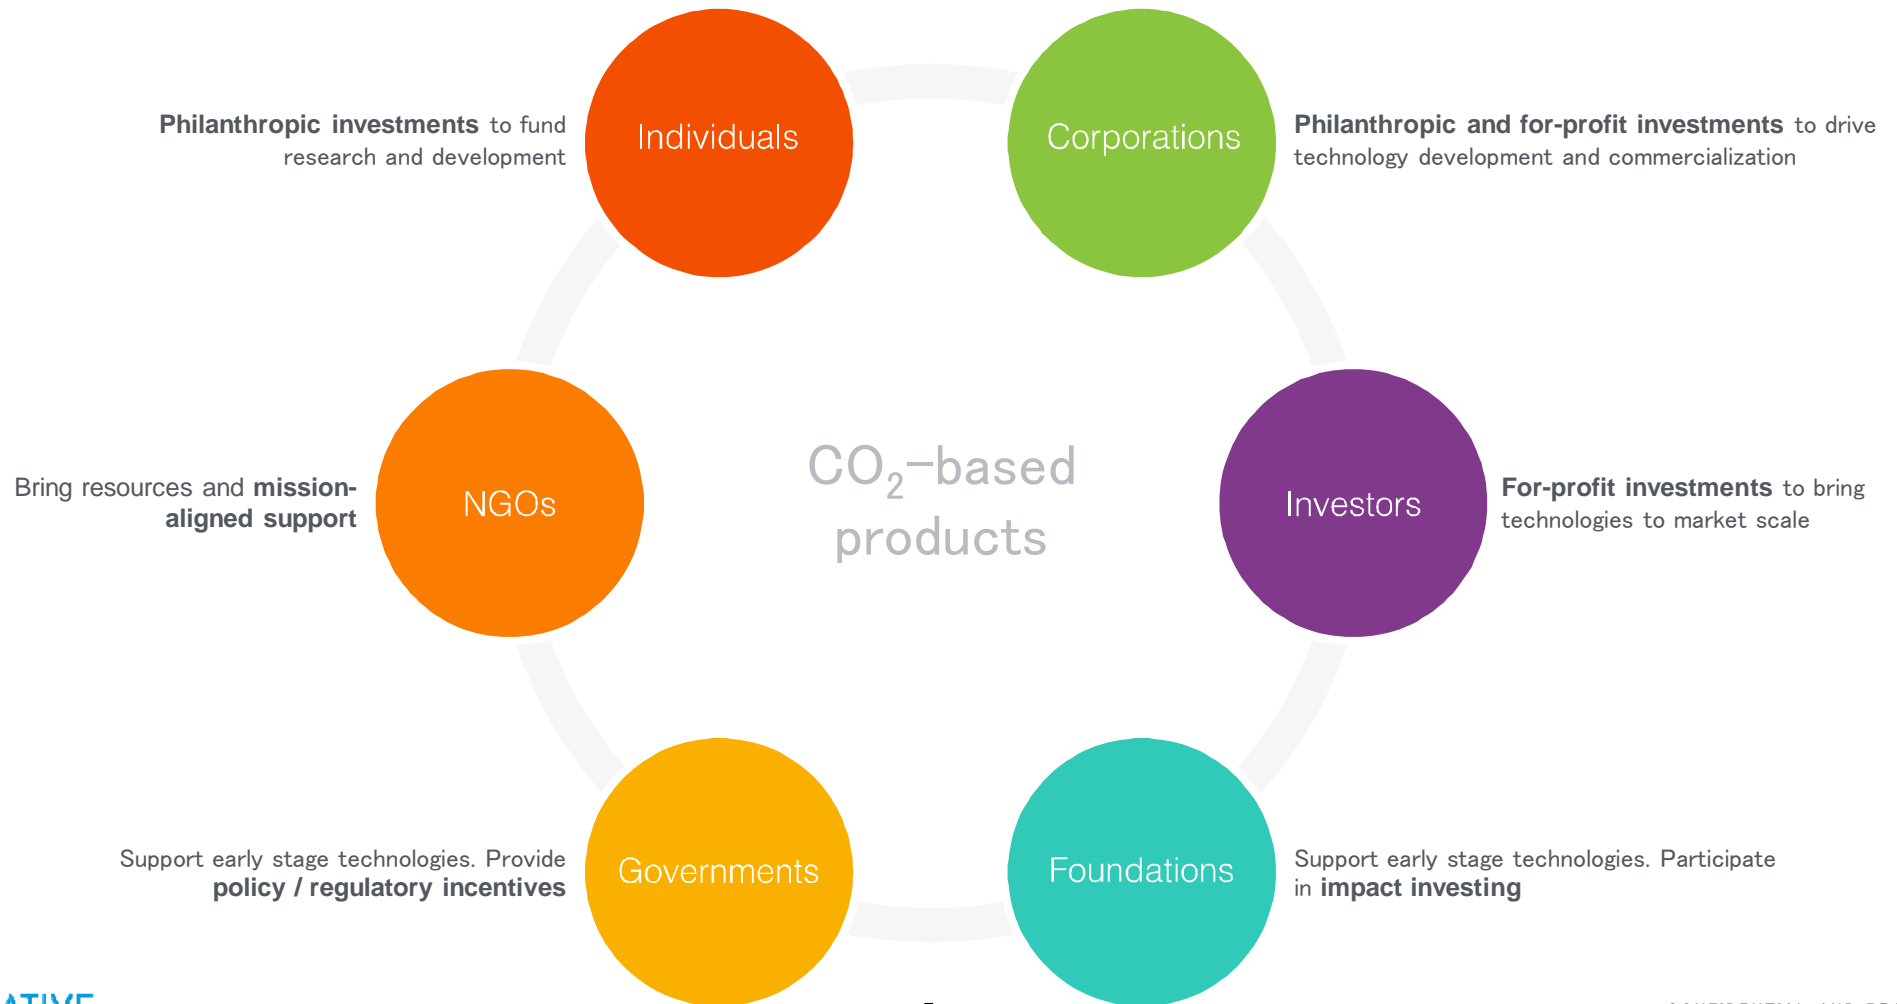 Individuals
Philanthropic investments to fund
research and development
Corporations
Philanthropic and for-profit investments to drive
technology development and commercialization
NGOs
Bring resources and mission-
aligned support
CO₂-based
products
Investors
For-profit investments to bring
technologies to market scale
Governments
Support early stage technologies. Provide
policy / regulatory incentives
Foundations
Support early stage technologies. Participate
in impact investing